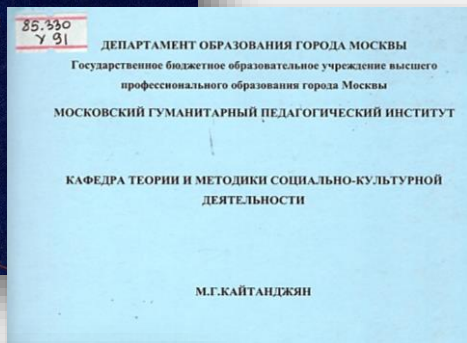 85.330
У 91
ДЕПАРТАМЕНТ ОБРАЗОВАНИЯ ГОРОДА МОСКВЫ
Государственное бюджетное образовательное учреждение высшего
профессионального образования города Москвы
МОСКОВСКИЙ ГУМАНИТАРНЫЙ ПЕДАГОГИЧЕСКИЙ ИНСТИТУТ
КАФЕДРА ТЕОРИИ И МЕТОДИКИ СОЦИАЛЬНО-КУЛЬТУРНОЙ
ДЕЯТЕЛЬНОСТИ
М.Г.КАЙТАНДЖЯН